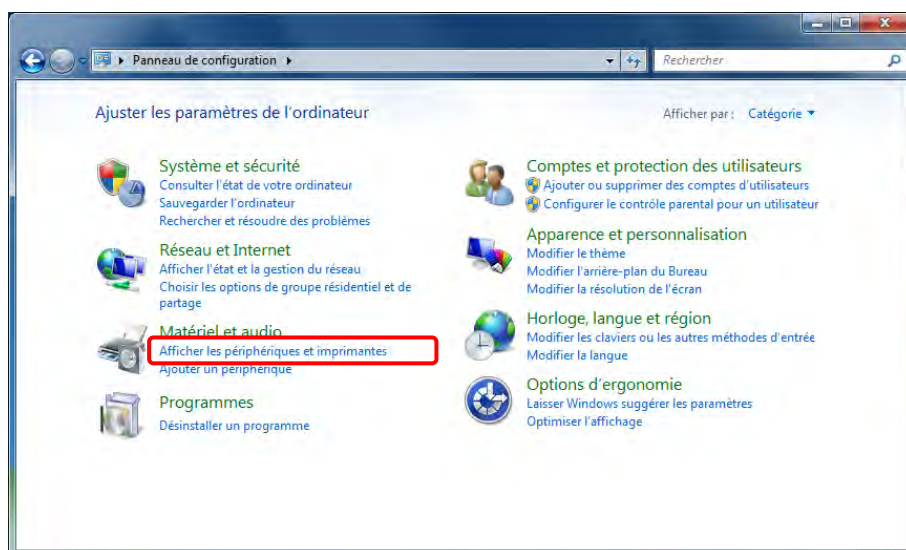 Panneau de configuration
Rechercher
Ajuster les paramètres de l'ordinateur
Afficher par : Catégorie
Système et sécurité
Consulter l'état de votre ordinateur
Sauvegarder l'ordinateur
Rechercher et résoudre des problèmes
Réseau et Internet
Afficher l'état et la gestion du réseau
Choisir les options de groupe résidentiel et de
partage
Matériel et audio
Afficher les périphériques et imprimantes
Ajouter un périphérique
Programmes
Désinstaller un programme
Comptes et protection des utilisateurs
Ajouter ou supprimer des comptes d'utilisateurs
Configurer le contrôle parental pour un utilisateur
Apparence et personnalisation
Modifier le thème
Modifier l'arrière-plan du Bureau
Modifier la résolution de l'écran
Horloge, langue et région
Modifier les claviers ou les autres méthodes d'entrée
Modifier la langue
Options d'ergonomie
Laisser Windows suggérer les paramètres
Optimiser l'affichage